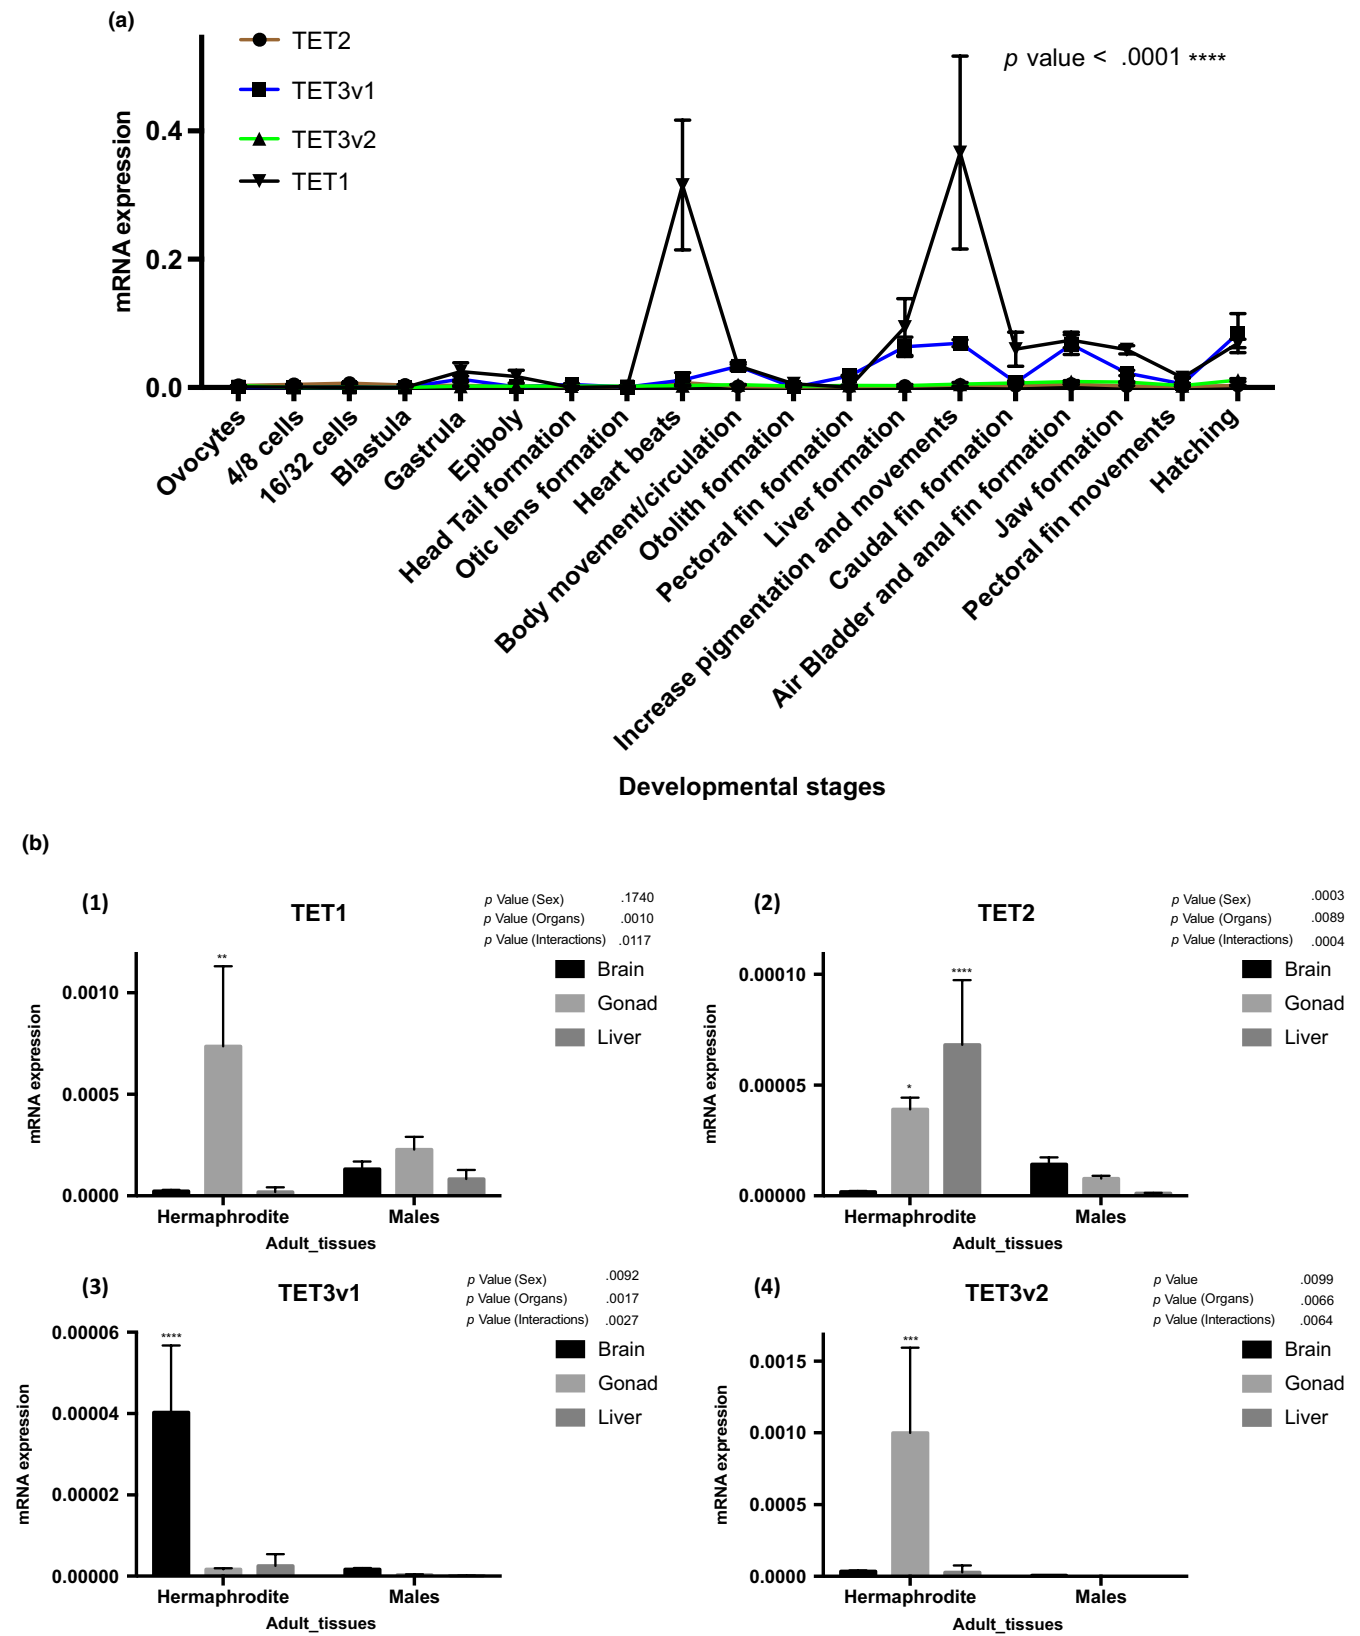 (a)
TET2
TET3v1
TET3v2
TET1
p value < .0001 ****
mRNA expression
0.4
0.2
0.0
Ovocytes
4/8 cells
16/32 cells
Blastula
Gastrula
Epiboly
Head Tail formation
Otic lens formation
Heart beats
Body movement/circulation
Otolith formation
Pectoral fin formation
Liver formation
Increase pigmentation and movements
Caudal fin formation
Air Bladder and anal fin formation
Jaw formation
Pectoral fin movements
Hatching
Developmental stages
(b)
(1)
TET1
p Value (Sex) .1740
p Value (Organs) .0010
p Value (Interactions) .0117
Brain
Gonad
Liver
**
mRNA expression
0.0010
0.0005
0.0000
Hermaphrodite Males
Adult_tissues
(2)
TET2
p Value (Sex) .0003
p Value (Organs) .0089
p Value (Interactions) .0004
Brain
Gonad
Liver
****
*
mRNA expression
0.00010
0.00005
0.00000
Hermaphrodite Males
Adult_tissues
(3)
TET3v1
p Value (Sex) .0092
p Value (Organs) .0017
p Value (Interactions) .0027
Brain
Gonad
Liver
****
mRNA expression
0.00006
0.00004
0.00002
0.00000
Hermaphrodite Males
Adult_tissues
(4)
TET3v2
p Value .0099
p Value (Organs) .0066
p Value (Interactions) .0064
Brain
Gonad
Liver
***
mRNA expression
0.0015
0.0010
0.0005
0.0000
Hermaphrodite Males
Adult_tissues